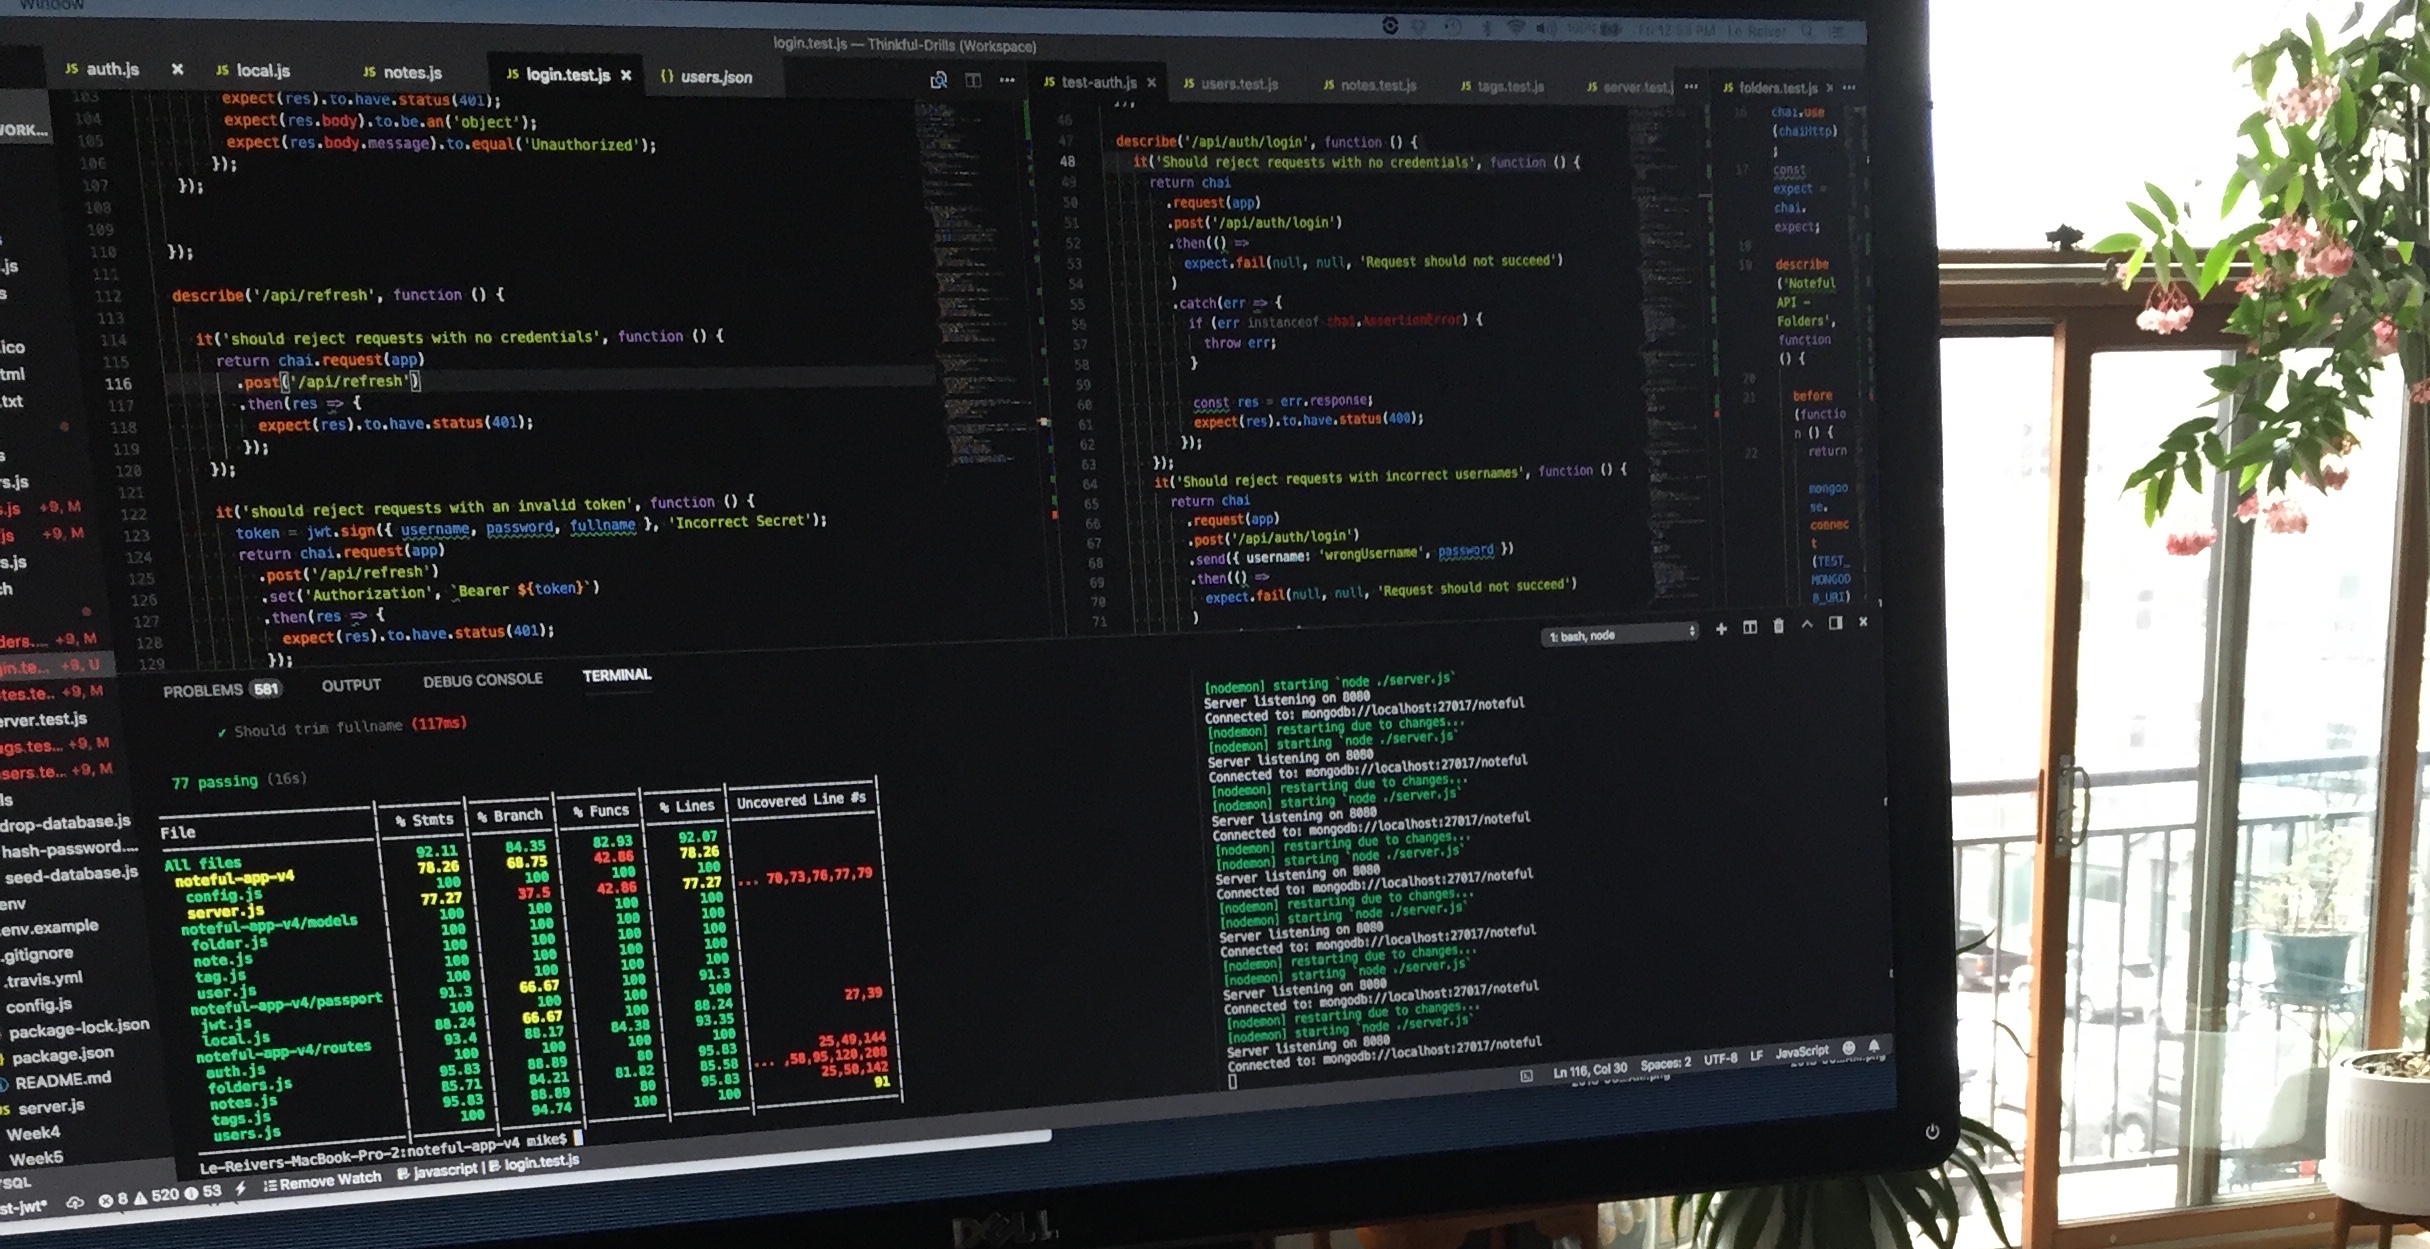 Window
login.test.js — Thinkful-Drills (Workspace)
JS auth.js × JS local.js JS notes.js JS login.test.js × {} users.json
103 expect(res).to.have.status(401);
104 expect(res.body).to.be.an('object');
105 expect(res.body.message).to.equal('Unauthorized');
106 });
107 });
108
109
110 });
111
112 describe('/api/refresh', function () {
113
114 it('should reject requests with no credentials', function () {
115 return chai.request(app)
116 .post('/api/refresh')
117 .then(res => {
118 expect(res).to.have.status(401);
119 });
120 });
121
122 it('should reject requests with an invalid token', function () {
123 token = jwt.sign({ username, password, fullname }, 'Incorrect Secret');
124 return chai.request(app)
125 .post('/api/refresh')
126 .set('Authorization', `Bearer ${token}`)
127 .then(res => {
128 expect(res).to.have.status(401);
129 });
JS test-auth.js × JS users.test.js JS notes.test.js JS tags.test.js JS server.test.j ...
46 });
47 describe('/api/auth/login', function () {
48 it('Should reject requests with no credentials', function () {
49 return chai
50 .request(app)
51 .post('/api/auth/login')
52 .then(() =>
53 expect.fail(null, null, 'Request should not succeed')
54 )
55 .catch(err => {
56 if (err instanceof chai.AssertionError) {
57 throw err;
58 }
59
60 const res = err.response;
61 expect(res).to.have.status(400);
62 });
63 });
64 it('Should reject requests with incorrect usernames', function () {
65 return chai
66 .request(app)
67 .post('/api/auth/login')
68 .send({ username: 'wrongUsername', password })
69 .then(() =>
70 expect.fail(null, null, 'Request should not succeed')
71 )
JS folders.test.js × ...
16 chai.use
(chaiHttp)
;
17 const
expect =
chai.
expect;
18
19 describe
('Noteful
API -
Folders',
function
() {
20
21 before
(functio
n () {
22 return
mongoo
se.
connec
t
(TEST_
MONGOD
B_URI)
WORK...
.js
ico
tml
.txt
s.js
+9, M
+9, M
s.js
ders.... +9, M
gin.te... +9, U
tes.te.. +9, M
erver.test.js
ags.tes... +9, M
sers.te... +9, M
ls
drop-database.js
hash-password....
seed-database.js
env
env.example
.gitignore
.travis.yml
config.js
package-lock.json
package.json
README.md
server.js
Week4
Week5
SQL
PROBLEMS 581 OUTPUT DEBUG CONSOLE TERMINAL
1: bash, node
✓ Should trim fullname (117ms)
77 passing (16s)
File | % Stmts | % Branch | % Funcs | % Lines | Uncovered Line #s
All files | 92.11 | 84.35 | 82.93 | 92.07
noteful-app-v4 | 78.26 | 68.75 | 42.86 | 78.26
config.js | 100 | 100 | 100 | 100
server.js | 77.27 | 37.5 | 42.86 | 77.27 | ... 70,73,76,77,79
noteful-app-v4/models | 100 | 100 | 100 | 100
folder.js | 100 | 100 | 100 | 100
note.js | 100 | 100 | 100 | 100
tag.js | 100 | 100 | 100 | 100
user.js | 100 | 100 | 100 | 100
noteful-app-v4/passport | 91.3 | 66.67 | 100 | 91.3
jwt.js | 100 | 100 | 100 | 100
local.js | 88.24 | 66.67 | 100 | 88.24 | 27,39
noteful-app-v4/routes | 93.4 | 88.17 | 84.38 | 93.35
auth.js | 100 | 100 | 100 | 100
folders.js | 95.83 | 88.89 | 80 | 95.83 | 25,49,144
notes.js | 85.71 | 84.21 | 81.82 | 85.58 | ... ,58,95,120,208
tags.js | 95.83 | 88.89 | 80 | 95.83 | 25,50,142
users.js | 100 | 94.74 | 100 | 100 | 91
Le-Reivers-MacBook-Pro-2:noteful-app-v4 mike$
[nodemon] starting `node ./server.js`
Server listening on 8080
Connected to: mongodb://localhost:27017/noteful
[nodemon] restarting due to changes...
[nodemon] starting `node ./server.js`
Server listening on 8080
Connected to: mongodb://localhost:27017/noteful
[nodemon] restarting due to changes...
[nodemon] starting `node ./server.js`
Server listening on 8080
Connected to: mongodb://localhost:27017/noteful
[nodemon] restarting due to changes...
[nodemon] starting `node ./server.js`
Server listening on 8080
Connected to: mongodb://localhost:27017/noteful
[nodemon] restarting due to changes...
[nodemon] starting `node ./server.js`
Server listening on 8080
Connected to: mongodb://localhost:27017/noteful
[nodemon] restarting due to changes...
[nodemon] starting `node ./server.js`
Server listening on 8080
Connected to: mongodb://localhost:27017/noteful
[nodemon] restarting due to changes...
[nodemon] starting `node ./server.js`
Server listening on 8080
Connected to: mongodb://localhost:27017/noteful
st-jwt* 8 520 53 Remove Watch javascript | login.test.js
Ln 116, Col 30 Spaces: 2 UTF-8 LF JavaScript
DELL